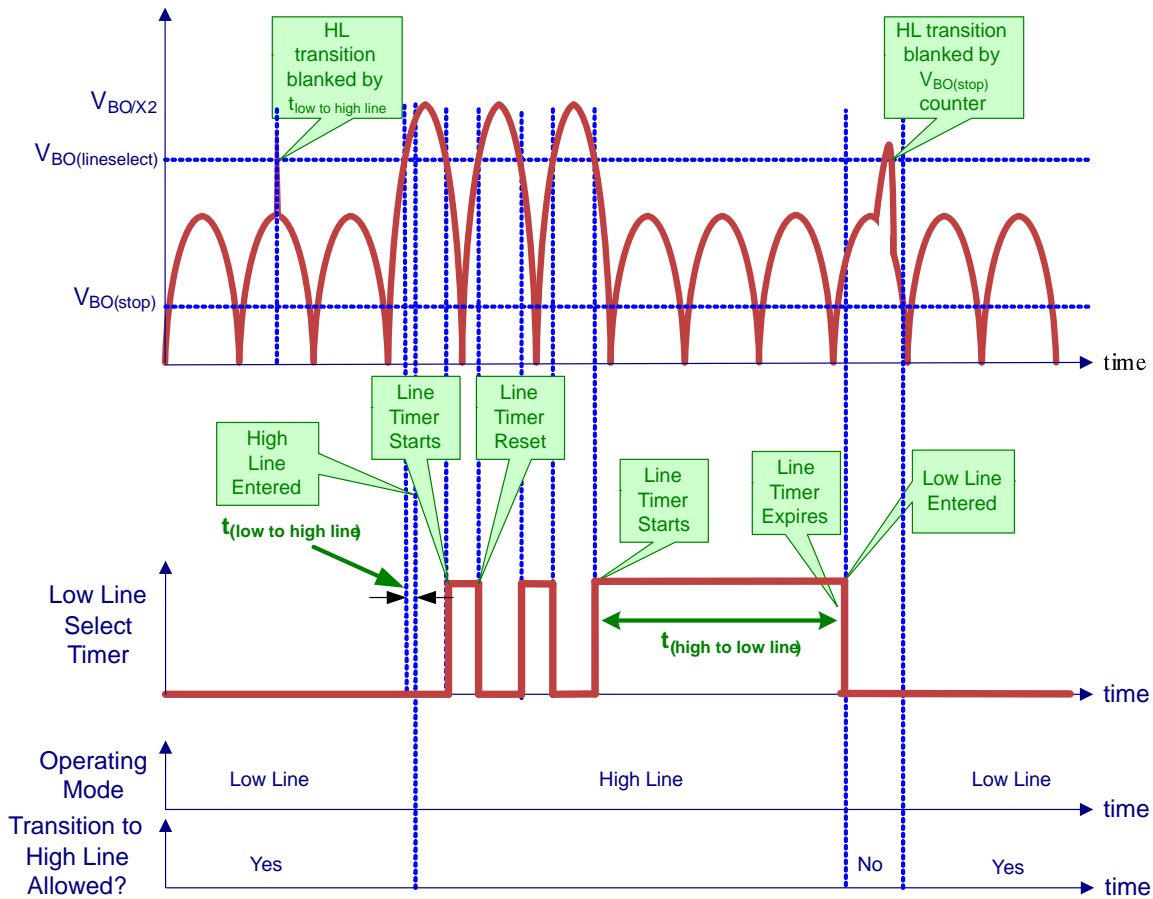 HL
transition
blanked by
tlow to high line
HL transition
blanked by
VBO(stop)
counter
VBO/X2
VBO(lineselect)
VBO(stop)
time
High
Line
Entered
Line
Timer
Starts
Line
Timer
Reset
Line
Timer
Starts
Line
Timer
Expires
Low Line
Entered
t(low to high line)
t(high to low line)
Low Line
Select
Timer
time
Operating
Mode
Low Line
High Line
Low Line
time
Transition to
High Line
Allowed?
Yes
No
Yes
time